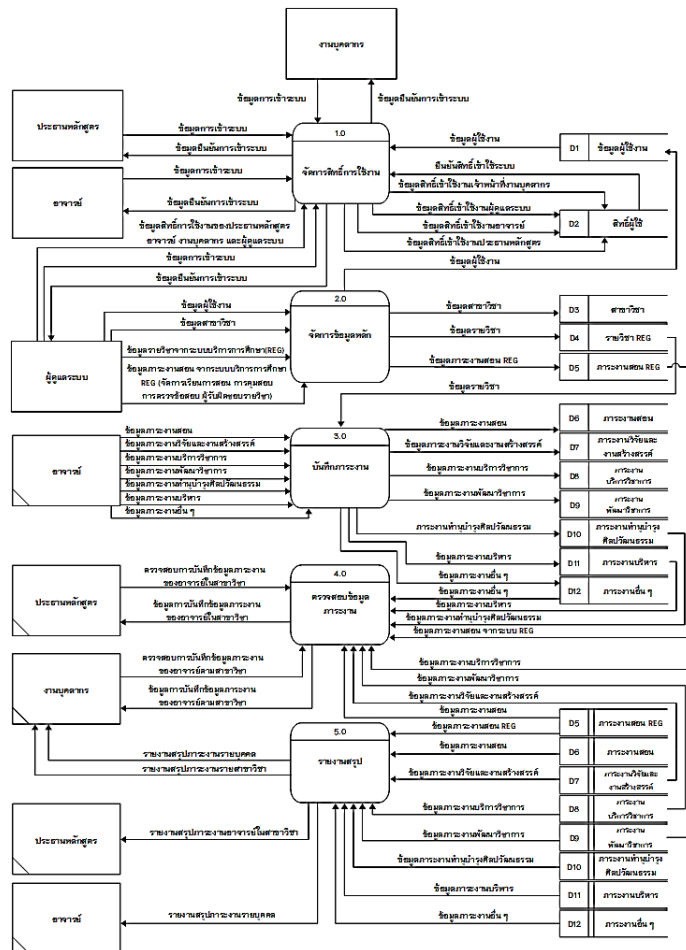 งานบุคลากร
ข้อมูลการเข้าระบบ
ข้อมูลยืนยันการเข้าระบบ
ประธานหลักสูตร
ข้อมูลการเข้าระบบ
ข้อมูลยืนยันการเข้าระบบ
1.0
จัดการสิทธิ์การใช้งาน
ข้อมูลผู้ใช้งาน
D1 ข้อมูลผู้ใช้งาน
ยืนยันสิทธิ์เข้าใช้ระบบ
ข้อมูลสิทธิ์เข้าใช้งานเจ้าหน้าที่งานบุคลากร
อาจารย์
ข้อมูลการเข้าระบบ
ข้อมูลยืนยันการเข้าระบบ
ข้อมูลสิทธิ์เข้าใช้งานผู้ดูแลระบบ
ข้อมูลสิทธิ์เข้าใช้งานอาจารย์
ข้อมูลสิทธิ์เข้าใช้งานประธานหลักสูตร
D2 สิทธิ์ผู้ใช้
ข้อมูลสิทธิ์การใช้งานของประธานหลักสูตร
อาจารย์ งานบุคลากร และผู้ดูแลระบบ
ข้อมูลการเข้าระบบ
ข้อมูลยืนยันการเข้าระบบ
ข้อมูลผู้ใช้งาน
2.0
จัดการข้อมูลหลัก
ข้อมูลผู้ใช้งาน
ข้อมูลสาขาวิชา
ข้อมูลสาขาวิชา
D3 สาขาวิชา
ข้อมูลรายวิชา
D4 รายวิชา REG
ข้อมูลภาระงานสอน REG
D5 ภาระงานสอน REG
ผู้ดูแลระบบ
ข้อมูลรายวิชาจากระบบบริการการศึกษา(REG)
ข้อมูลภาระงานสอน จากระบบบริการการศึกษา
REG (จัดการเรียนการสอน การคุมสอบ
การตรวจข้อสอบ ผู้รับผิดชอบรายวิชา)
ข้อมูลรายวิชา
อาจารย์
ข้อมูลภาระงานสอน
ข้อมูลภาระงานวิจัยและงานสร้างสรรค์
ข้อมูลภาระงานบริการวิชาการ
ข้อมูลภาระงานพัฒนาวิชาการ
ข้อมูลภาระงานทำนุบำรุงศิลปวัฒนธรรม
ข้อมูลภาระงานบริหาร
ข้อมูลภาระงานอื่น ๆ
3.0
บันทึกภาระงาน
ข้อมูลภาระงานสอน
D6 ภาระงานสอน
ข้อมูลภาระงานวิจัยและงานสร้างสรรค์
D7 ภาระงานวิจัยและ
งานสร้างสรรค์
ข้อมูลภาระงานบริการวิชาการ
D8 ภาระงาน
บริการวิชาการ
ข้อมูลภาระงานพัฒนาวิชาการ
D9 ภาระงาน
พัฒนาวิชาการ
ภาระงานทำนุบำรุงศิลปวัฒนธรรม
D10 ภาระงานทำนุบำรุง
ศิลปวัฒนธรรม
ข้อมูลภาระงานบริหาร
D11 ภาระงานบริหาร
ข้อมูลภาระงานอื่น ๆ
D12 ภาระงานอื่น ๆ
ประธานหลักสูตร
ตรวจสอบการบันทึกข้อมูลภาระงาน
ของอาจารย์ในสาขาวิชา
ข้อมูลการบันทึกข้อมูลภาระงาน
ของอาจารย์ในสาขาวิชา
4.0
ตรวจสอบข้อมูล
ภาระงาน
ข้อมูลภาระงานอื่น ๆ
ข้อมูลภาระงานบริหาร
ข้อมูลภาระงานทำนุบำรุงศิลปวัฒนธรรม
ข้อมูลภาระงานสอน จากระบบ REG
ข้อมูลภาระงานบริการวิชาการ
ข้อมูลภาระงานพัฒนาวิชาการ
ข้อมูลภาระงานวิจัยและงานสร้างสรรค์
ข้อมูลภาระงานสอน
งานบุคลากร
ตรวจสอบการบันทึกข้อมูลภาระงาน
ของอาจารย์ตามสาขาวิชา
ข้อมูลการบันทึกข้อมูลภาระงาน
ของอาจารย์ตามสาขาวิชา
รายงานสรุปภาระงานรายบุคคล
รายงานสรุปภาระงานรายสาขาวิชา
5.0
รายงานสรุป
ข้อมูลภาระงานสอน REG
D5 ภาระงานสอน REG
ข้อมูลภาระงานสอน
D6 ภาระงานสอน
ข้อมูลภาระงานวิจัยและงานสร้างสรรค์
D7 ภาระงานวิจัยและ
งานสร้างสรรค์
ข้อมูลภาระงานบริการวิชาการ
D8 ภาระงาน
บริการวิชาการ
ข้อมูลภาระงานพัฒนาวิชาการ
D9 ภาระงาน
พัฒนาวิชาการ
ข้อมูลภาระงานทำนุบำรุงศิลปวัฒนธรรม
D10 ภาระงานทำนุบำรุง
ศิลปวัฒนธรรม
ข้อมูลภาระงานบริหาร
D11 ภาระงานบริหาร
ข้อมูลภาระงานอื่น ๆ
D12 ภาระงานอื่น ๆ
ประธานหลักสูตร
รายงานสรุปภาระงานอาจารย์ในสาขาวิชา
อาจารย์
รายงานสรุปภาระงานรายบุคคล